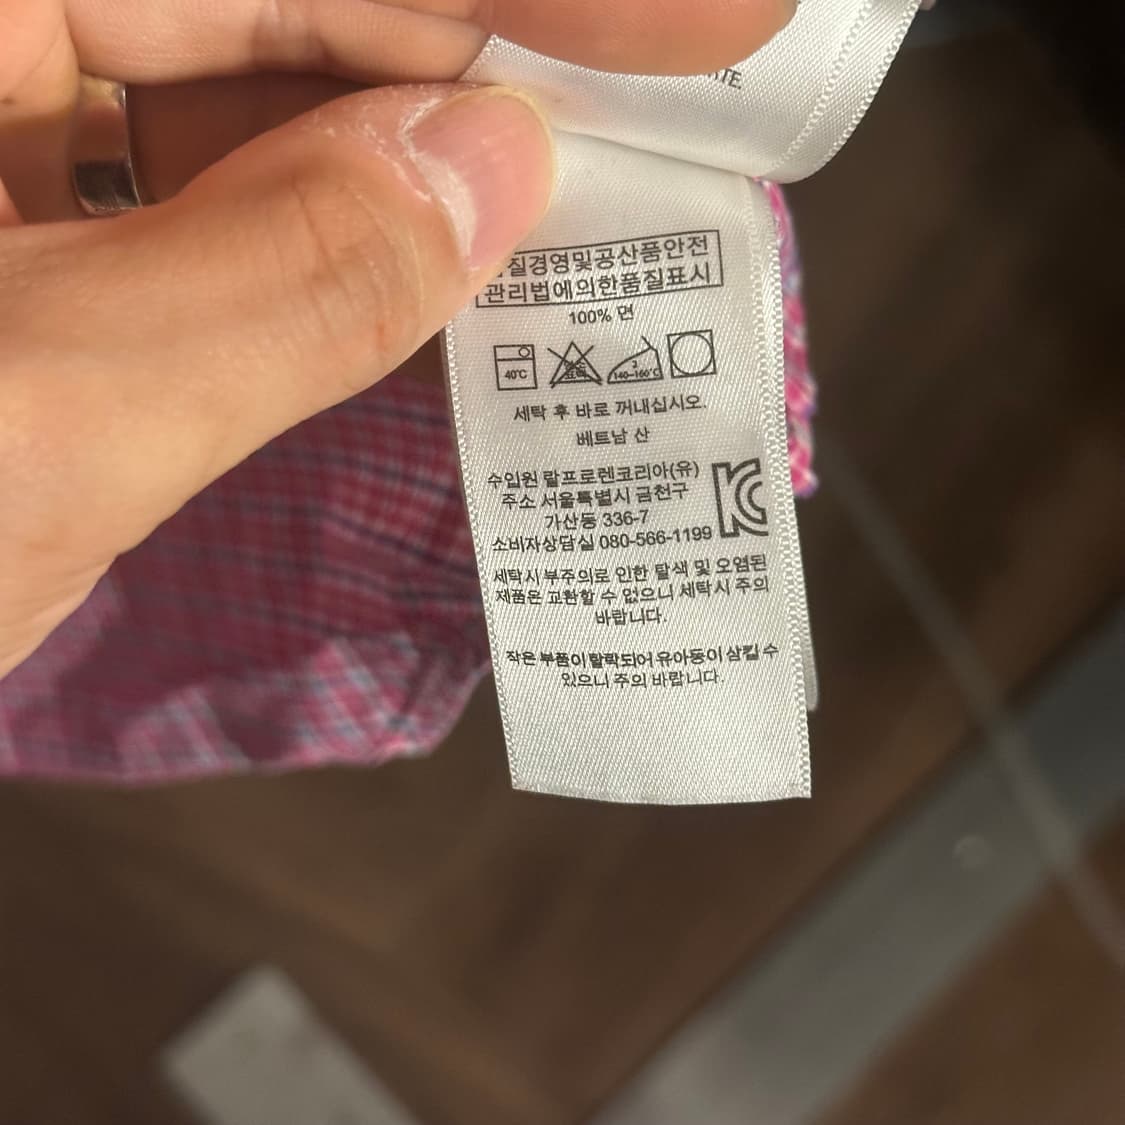 질경영및공산품안전
관리법에의한품질표시
100% 면
40℃
2
140~160℃
세탁 후 바로 꺼내십시오.
베트남 산
수입원 랄프로렌코리아(유)
주소 서울특별시 금천구
가산동 336-7
소비자상담실 080-566-1199
세탁시 부주의로 인한 탈색 및 오염된
제품은 교환할 수 없으니 세탁시 주의
바랍니다.
작은 부품이 탈락되어 유아등이 삼킬 수
있으니 주의 바랍니다.